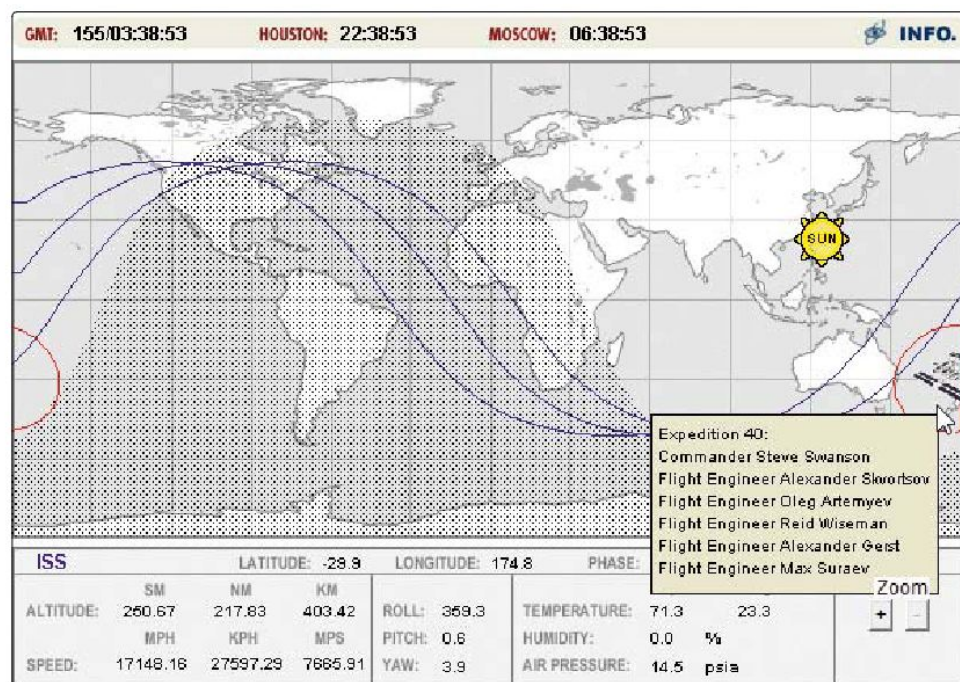 GMT: 155/03:38:53 HOUSTON: 22:38:53 MOSCOW: 06:38:53 INFO.
SUN
Expedition 40:
Commander Steve Swanson
Flight Engineer Alexander Skvortsov
Flight Engineer Oleg Artemyev
Flight Engineer Reid Wiseman
Flight Engineer Alexander Gerst
Flight Engineer Max Suraev
ISS LATITUDE: -29.9 LONGITUDE: 174.8 PHASE:
SM NM KM
ALTITUDE: 250.67 217.83 403.42 ROLL: 359.3 TEMPERATURE: 71.3 23.3
Zoom
+ -
MPH KPH MPS PITCH: 0.6 HUMIDITY: 0.0 %
SPEED: 17148.16 27597.29 7665.91 YAW: 3.9 AIR PRESSURE: 14.5 psia